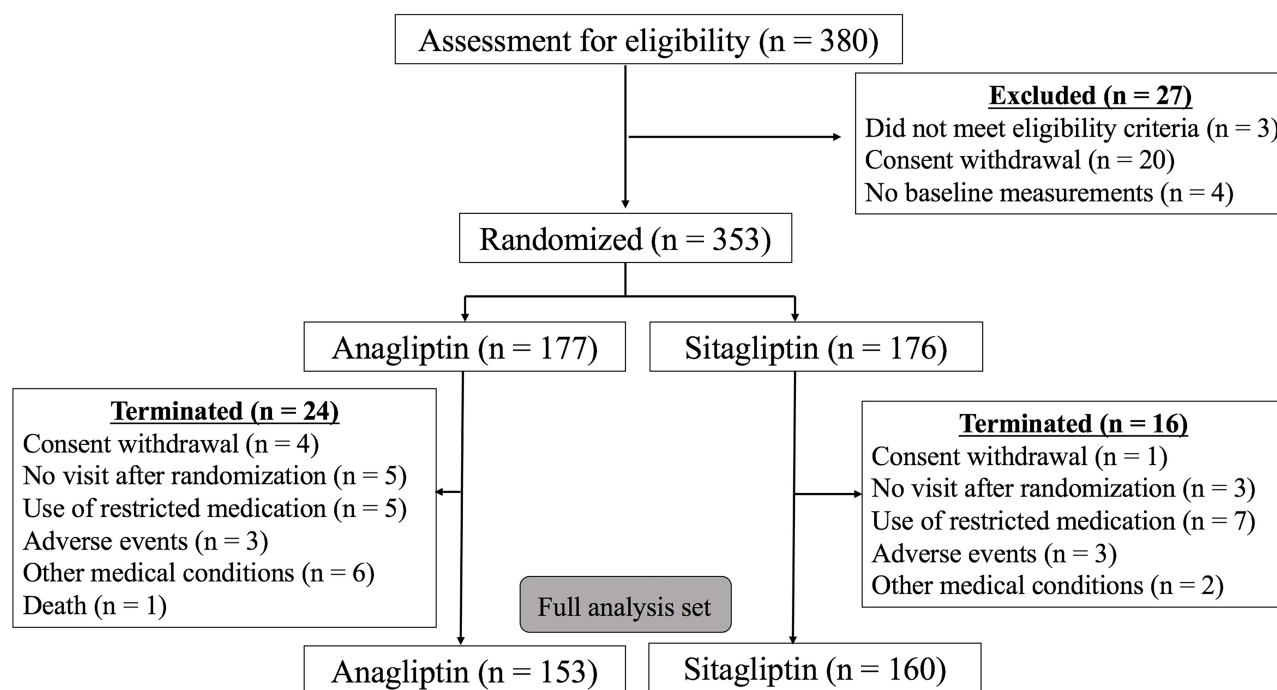 Assessment for eligibility (n = 380)
Excluded (n = 27)
Did not meet eligibility criteria (n = 3)
Consent withdrawal (n = 20)
No baseline measurements (n = 4)
Randomized (n = 353)
Anagliptin (n = 177)
Sitagliptin (n = 176)
Terminated (n = 24)
Consent withdrawal (n = 4)
No visit after randomization (n = 5)
Use of restricted medication (n = 5)
Adverse events (n = 3)
Other medical conditions (n = 6)
Death (n = 1)
Terminated (n = 16)
Consent withdrawal (n = 1)
No visit after randomization (n = 3)
Use of restricted medication (n = 7)
Adverse events (n = 3)
Other medical conditions (n = 2)
Full analysis set
Anagliptin (n = 153)
Sitagliptin (n = 160)